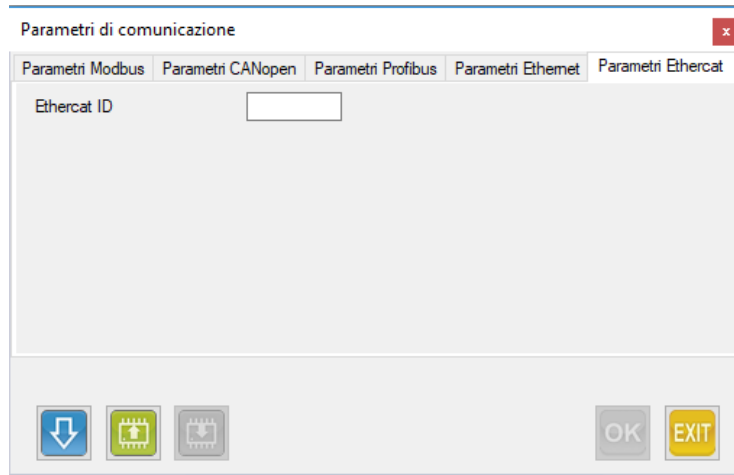 Parametri di comunicazione
x
Parametri Modbus Parametri CANopen Parametri Profibus Parametri Ethernet Parametri Ethercat
Ethercat ID
OK EXIT